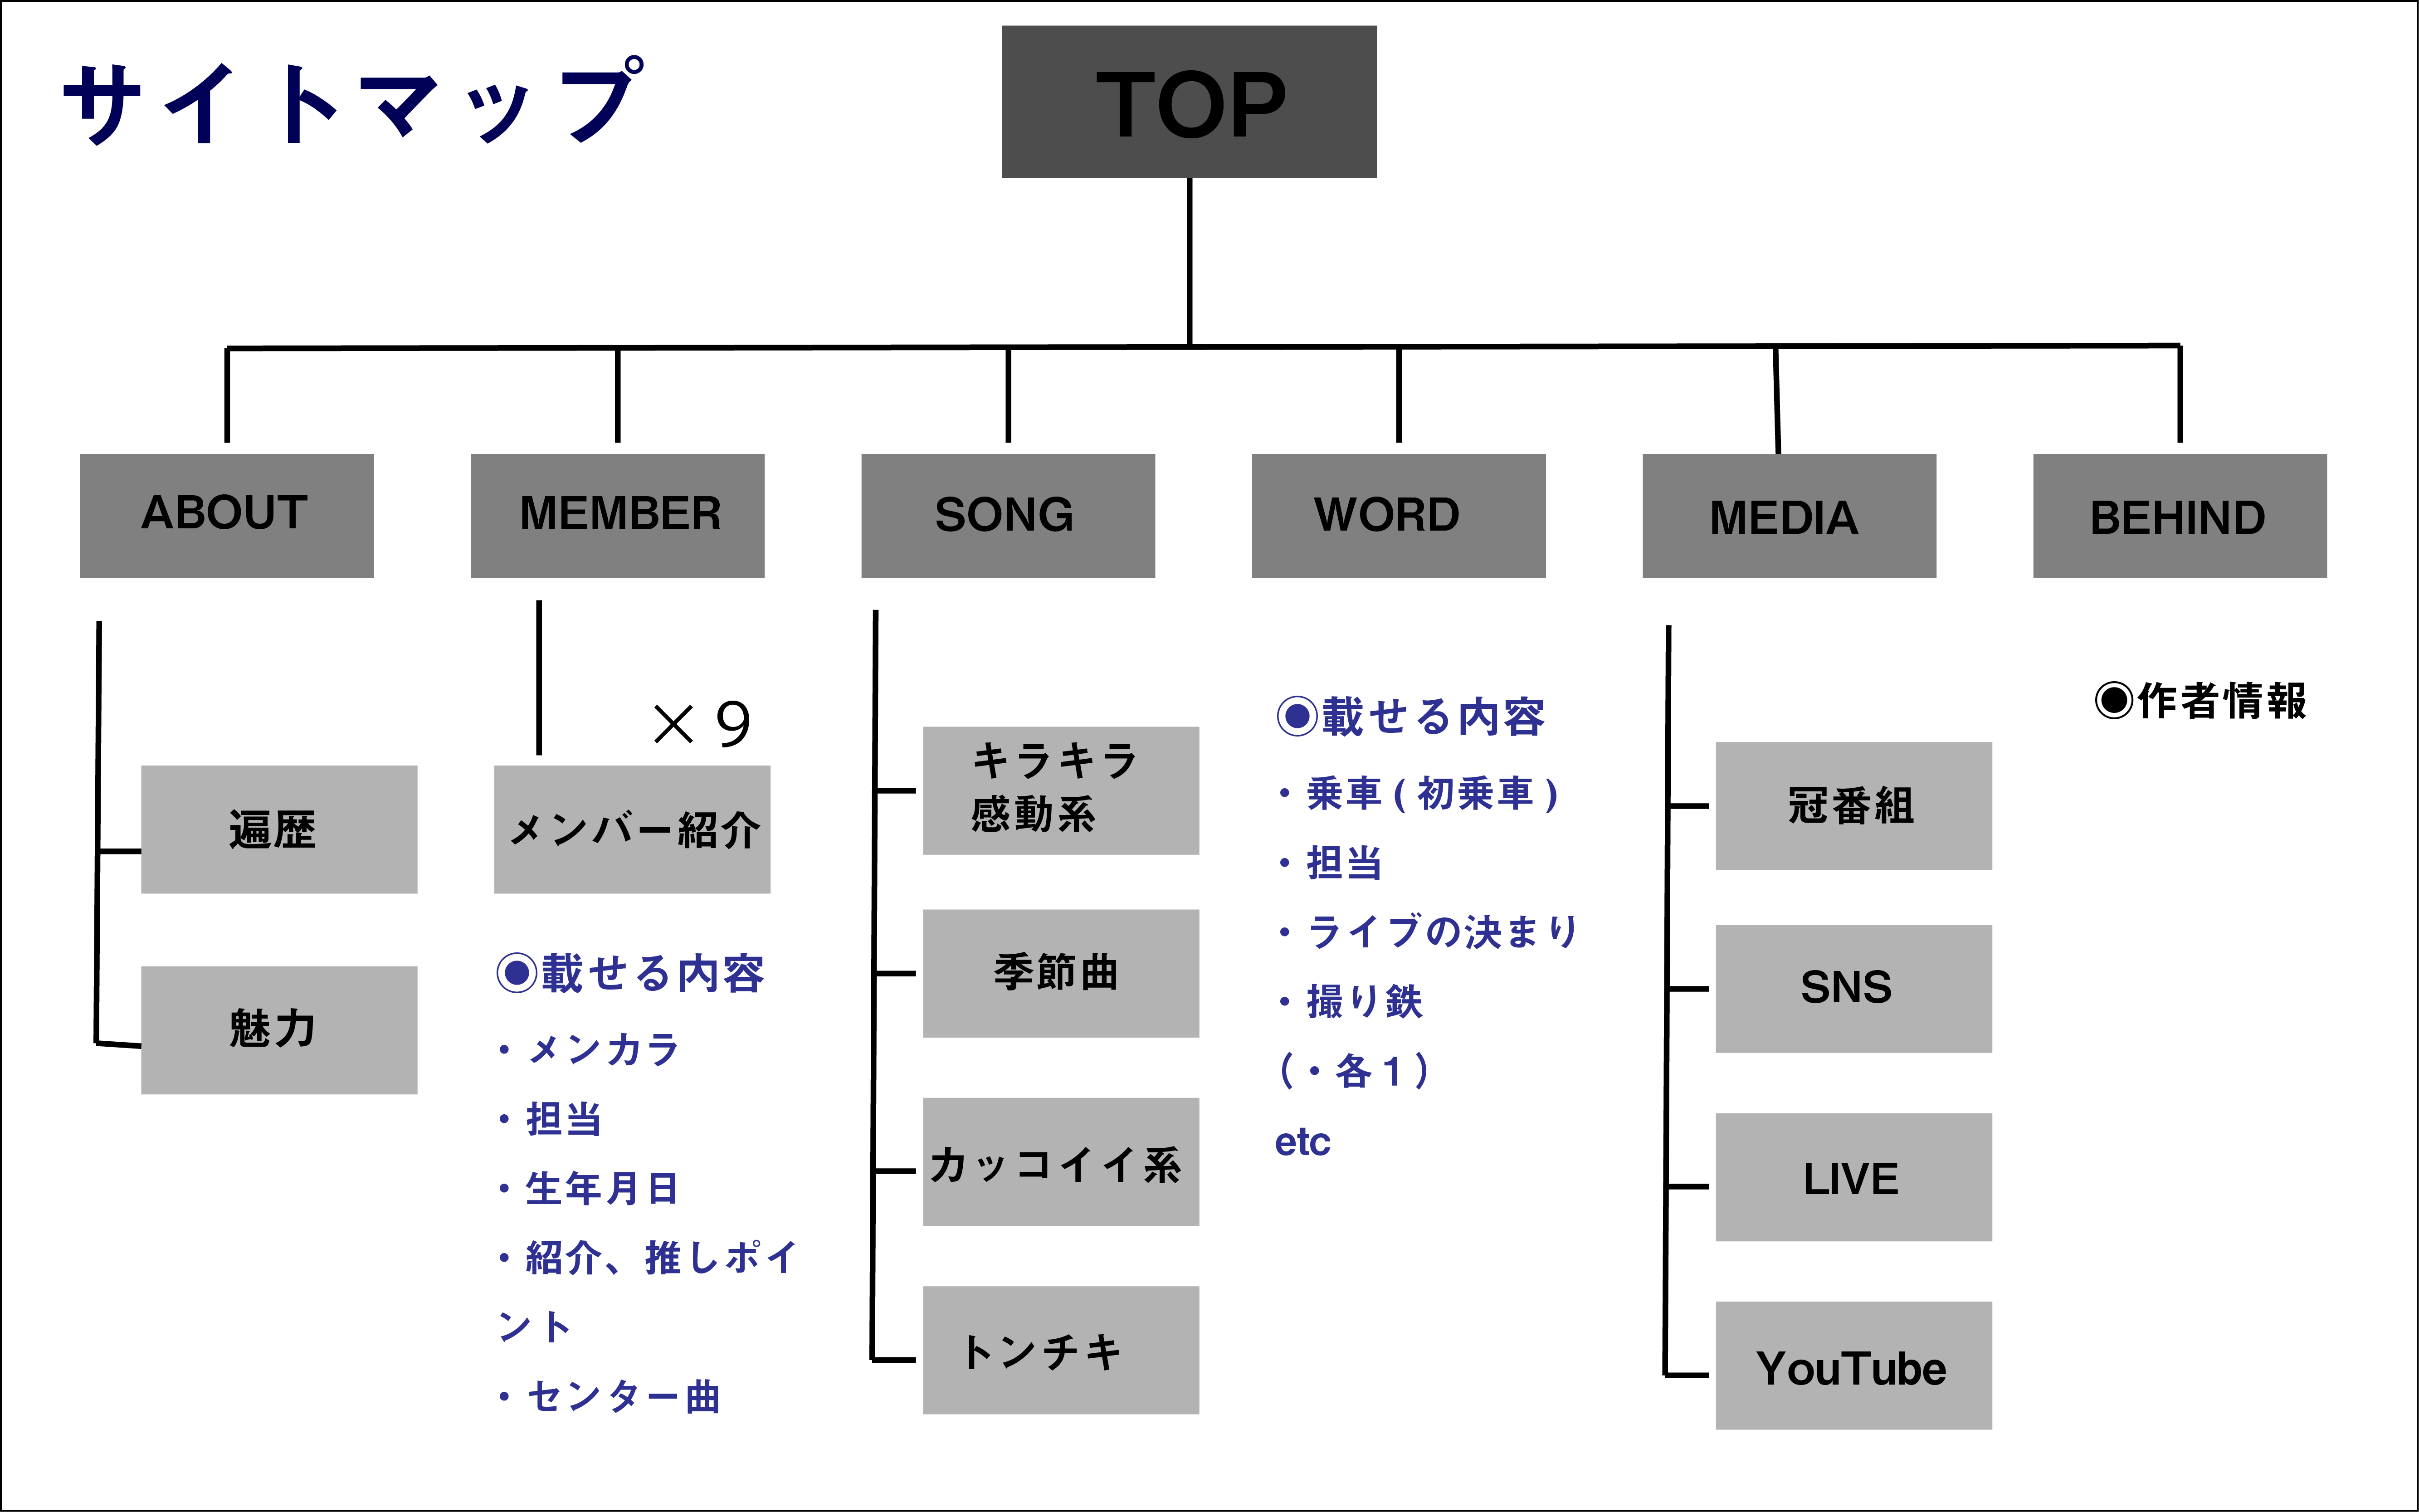 サイトマップ
TOP
ABOUT
MEMBER
SONG
WORD
MEDIA
BEHIND
遍歴
魅力
×9
メンバー紹介
◉載せる内容
・メンカラ
・担当
・生年月日
・紹介、推しポイ
ント
・センター曲
キラキラ
感動系
季節曲
カッコイイ系
トンチキ
◉載せる内容
・乗車(初乗車)
・担当
・ライブの決まり
・撮り鉄
(・各1)
etc
冠番組
SNS
LIVE
YouTube
◉作者情報